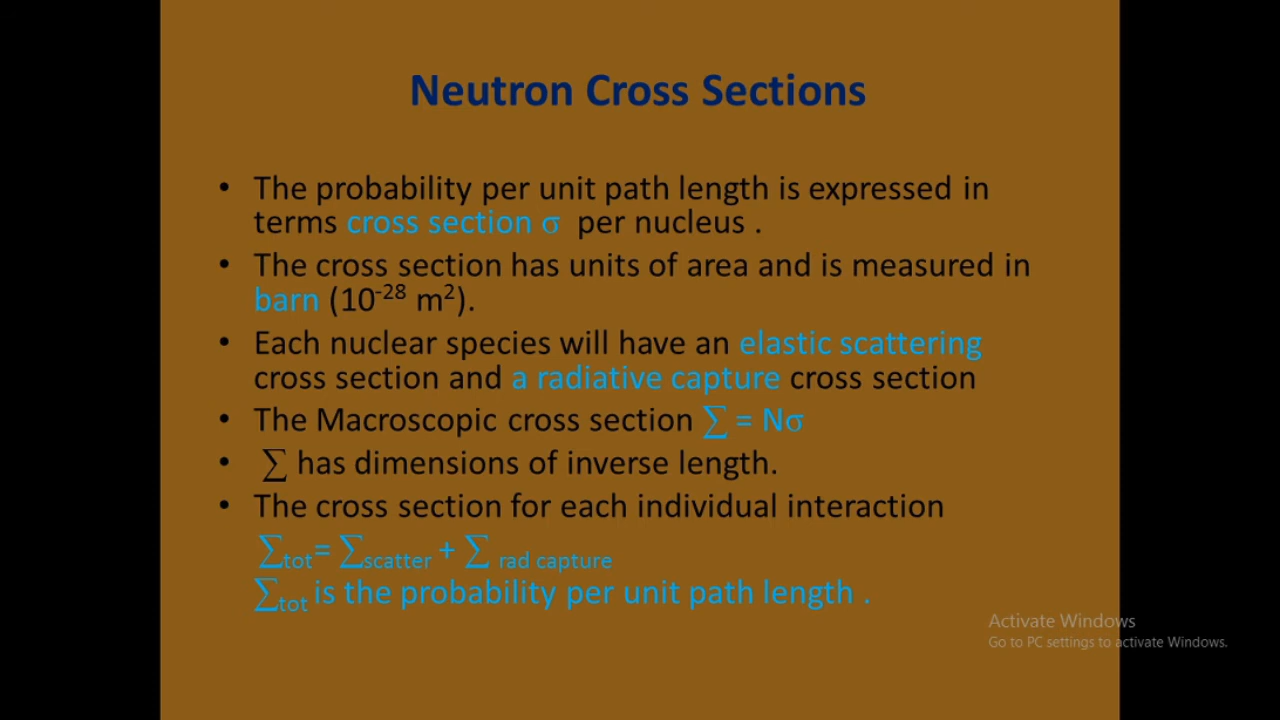 Neutron Cross Sections
• The probability per unit path length is expressed in
terms cross section σ per nucleus .
• The cross section has units of area and is measured in
barn (10⁻²⁸ m²).
• Each nuclear species will have an elastic scattering
cross section and a radiative capture cross section
• The Macroscopic cross section ∑ = Nσ
• ∑ has dimensions of inverse length.
• The cross section for each individual interaction
∑tot= ∑scatter + ∑ rad capture
∑tot is the probability per unit path length .
Activate Windows
Go to PC settings to activate Windows.